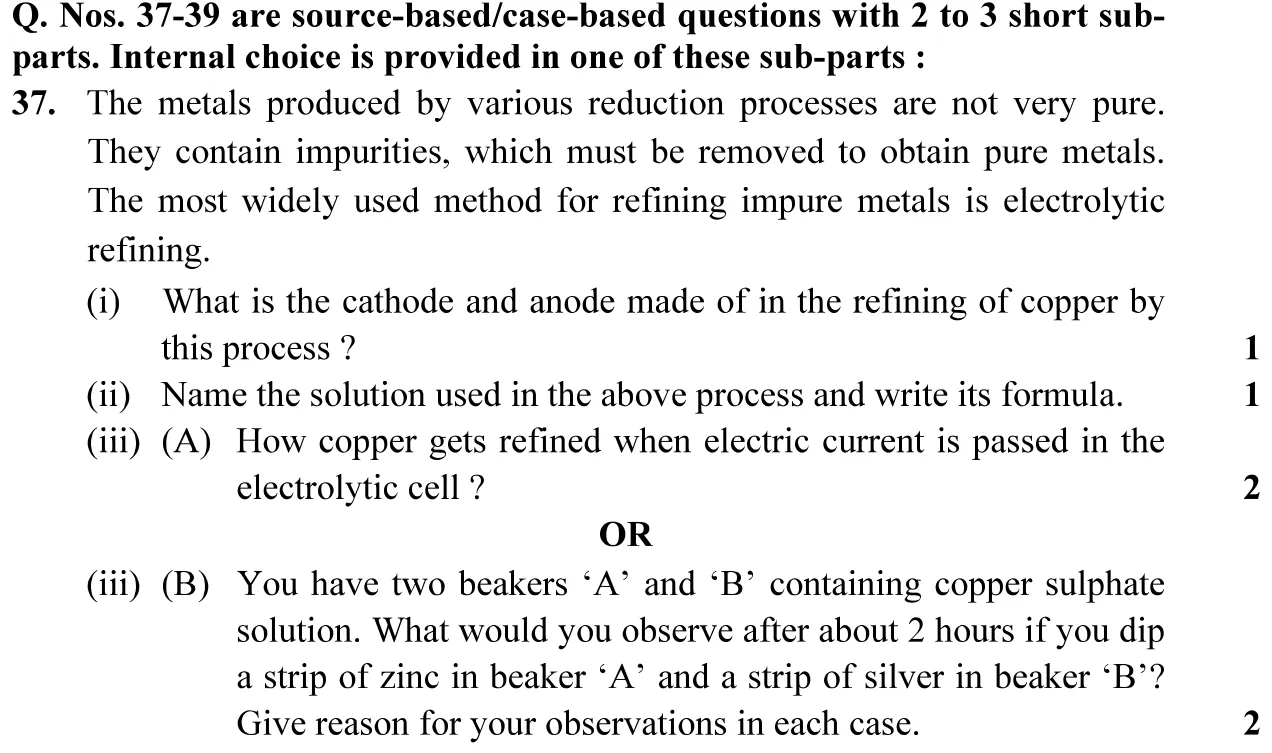 Q. Nos. 37-39 are source-based/case-based questions with 2 to 3 short sub-
parts. Internal choice is provided in one of these sub-parts :
37. The metals produced by various reduction processes are not very pure.
They contain impurities, which must be removed to obtain pure metals.
The most widely used method for refining impure metals is electrolytic
refining.
(i) What is the cathode and anode made of in the refining of copper by
this process ? 1
(ii) Name the solution used in the above process and write its formula. 1
(iii) (A) How copper gets refined when electric current is passed in the
electrolytic cell ? 2
OR
(iii) (B) You have two beakers ‘A’ and ‘B’ containing copper sulphate
solution. What would you observe after about 2 hours if you dip
a strip of zinc in beaker ‘A’ and a strip of silver in beaker ‘B’?
Give reason for your observations in each case. 2